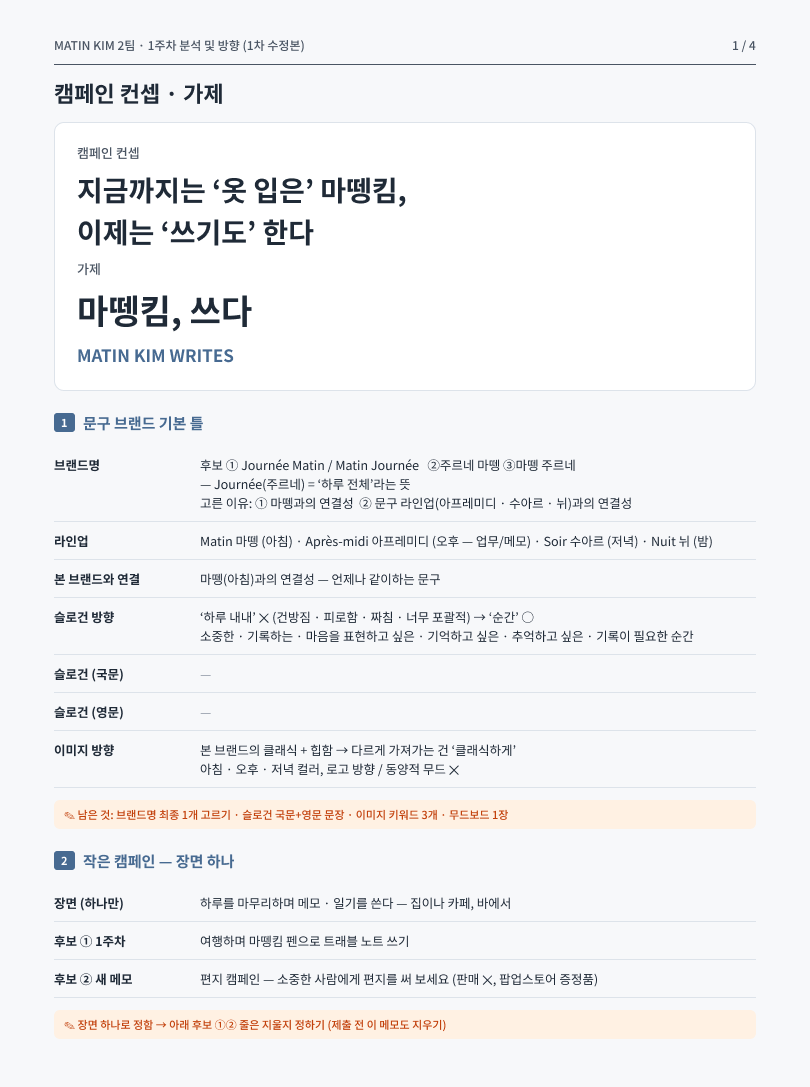 MATIN KIM 2팀 · 1주차 분석 및 방향 (1차 수정본)
1 / 4
캠페인 컨셉 · 가제
캠페인 컨셉
지금까지는 ‘옷 입은’ 마뗑킴,
이제는 ‘쓰기도’ 한다
가제
마뗑킴, 쓰다
MATIN KIM WRITES
1 문구 브랜드 기본 틀
브랜드명 후보 ① Journée Matin / Matin Journée ②주르네 마뗑 ③마뗑 주르네
— Journée(주르네) = ‘하루 전체’라는 뜻
고른 이유: ① 마뗑과의 연결성 ② 문구 라인업(아프레미디 · 수아르 · 뉘)과의 연결성
라인업 Matin 마뗑 (아침) · Après-midi 아프레미디 (오후 — 업무/메모) · Soir 수아르 (저녁) · Nuit 뉘 (밤)
본 브랜드와 연결 마뗑(아침)과의 연결성 — 언제나 같이하는 문구
슬로건 방향 ‘하루 내내’ ✕ (건방짐 · 피로함 · 짜침 · 너무 포괄적) → ‘순간’ ○
소중한 · 기록하는 · 마음을 표현하고 싶은 · 기억하고 싶은 · 추억하고 싶은 · 기록이 필요한 순간
슬로건 (국문) —
슬로건 (영문) —
이미지 방향 본 브랜드의 클래식 + 힙함 → 다르게 가져가는 건 ‘클래식하게’
아침 · 오후 · 저녁 컬러, 로고 방향 / 동양적 무드 ✕
✎ 남은 것: 브랜드명 최종 1개 고르기 · 슬로건 국문+영문 문장 · 이미지 키워드 3개 · 무드보드 1장
2 작은 캠페인 — 장면 하나
장면 (하나만) 하루를 마무리하며 메모 · 일기를 쓴다 — 집이나 카페, 바에서
후보 ① 1주차 여행하며 마뗑킴 펜으로 트래블 노트 쓰기
후보 ② 새 메모 편지 캠페인 — 소중한 사람에게 편지를 써 보세요 (판매 ✕, 팝업스토어 증정품)
✎ 장면 하나로 정함 → 아래 후보 ①② 줄은 지울지 정하기 (제출 전 이 메모도 지우기)